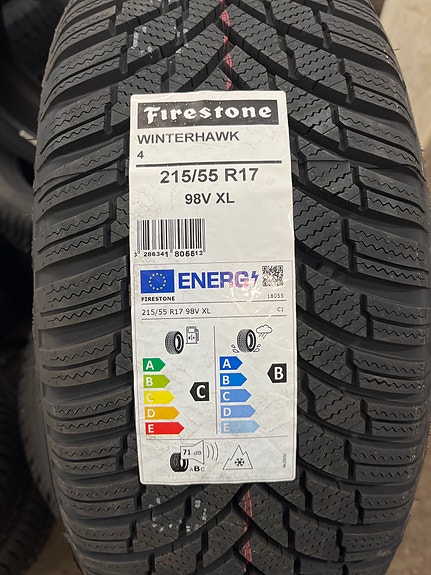 Firestone
WINTERHAWK
4
215/55 R17
98V XL
3 286341 805512
ENERG
FIRESTONE 18055
215/55 R17 98V XL C1
A A
B B
C C
D D
E E
C
B
71 dB
ABC